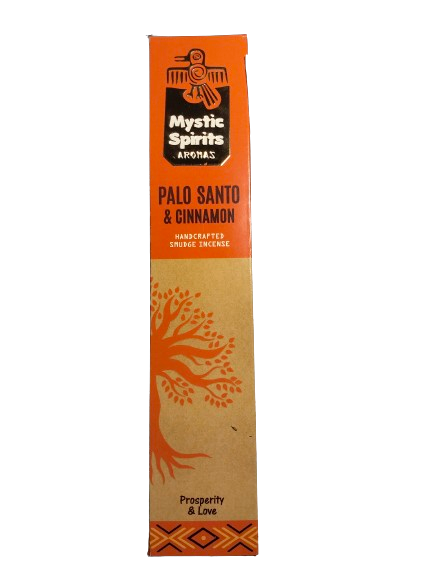 Mystic
Spirits
AROMAS
PALO SANTO
& CINNAMON
HANDCRAFTED
SMUDGE INCENSE
Prosperity
& Love